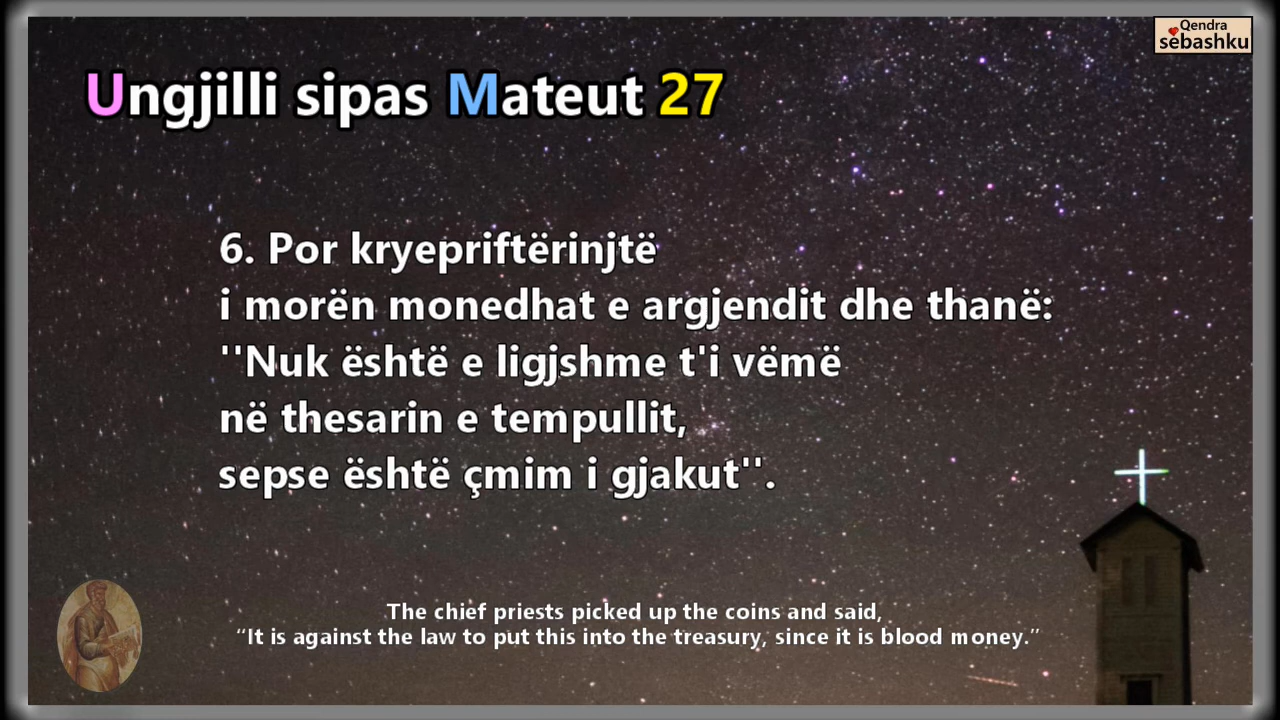 Qendra
sëbashku
Ungjilli sipas Mateut 27
6. Por kryepriftërinjtë
i morën monedhat e argjendit dhe thanë:
''Nuk është e ligjshme t'i vëmë
në thesarin e tempullit,
sepse është çmim i gjakut''.
The chief priests picked up the coins and said,
“It is against the law to put this into the treasury, since it is blood money.”